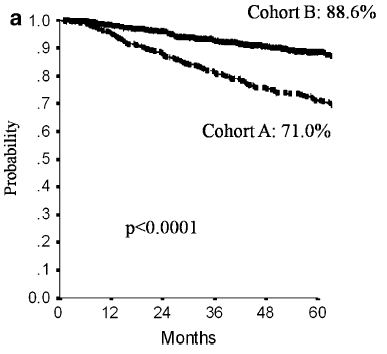 a
Cohort B: 88.6%
1.0
.9
.8
.7
Cohort A: 71.0%
.6
.5
.4
.3
p<0.0001
.2
.1
0.0
0 12 24 36 48 60
Months
Probability